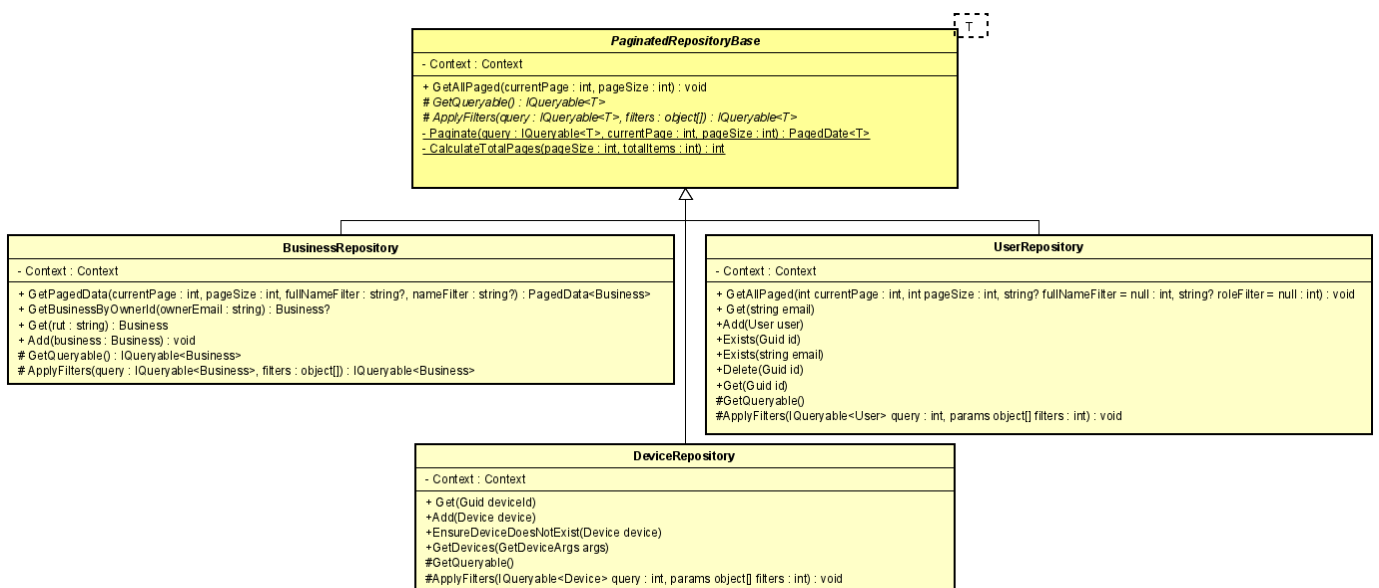 T
PaginatedRepositoryBase
- Context : Context
+ GetAllPaged(currentPage : int, pageSize : int) : void
# GetQueryable() : IQueryable<T>
# ApplyFilters(query : IQueryable<T>, filters : object[]) : IQueryable<T>
- Paginate(query : IQueryable<T>, currentPage : int, pageSize : int) : PagedDate<T>
- CalculateTotalPages(pageSize : int, totalItems : int) : int
BusinessRepository
- Context : Context
+ GetPagedData(currentPage : int, pageSize : int, fullNameFilter : string?, nameFilter : string?) : PagedData<Business>
+ GetBusinessByOwnerId(ownerEmail : string) : Business?
+ Get(rut : string) : Business
+ Add(business : Business) : void
# GetQueryable() : IQueryable<Business>
# ApplyFilters(query : IQueryable<Business>, filters : object[]) : IQueryable<Business>
UserRepository
- Context : Context
+ GetAllPaged(int currentPage : int, int pageSize : int, string? fullNameFilter = null : int, string? roleFilter = null : int) : void
+ Get(string email)
+Add(User user)
+Exists(Guid id)
+Exists(string email)
+Delete(Guid id)
+Get(Guid id)
#GetQueryable()
#ApplyFilters(IQueryable<User> query : int, params object[] filters : int) : void
DeviceRepository
- Context : Context
+ Get(Guid deviceId)
+Add(Device device)
+EnsureDeviceDoesNotExist(Device device)
+GetDevices(GetDeviceArgs args)
#GetQueryable()
#ApplyFilters(IQueryable<Device> query : int, params object[] filters : int) : void